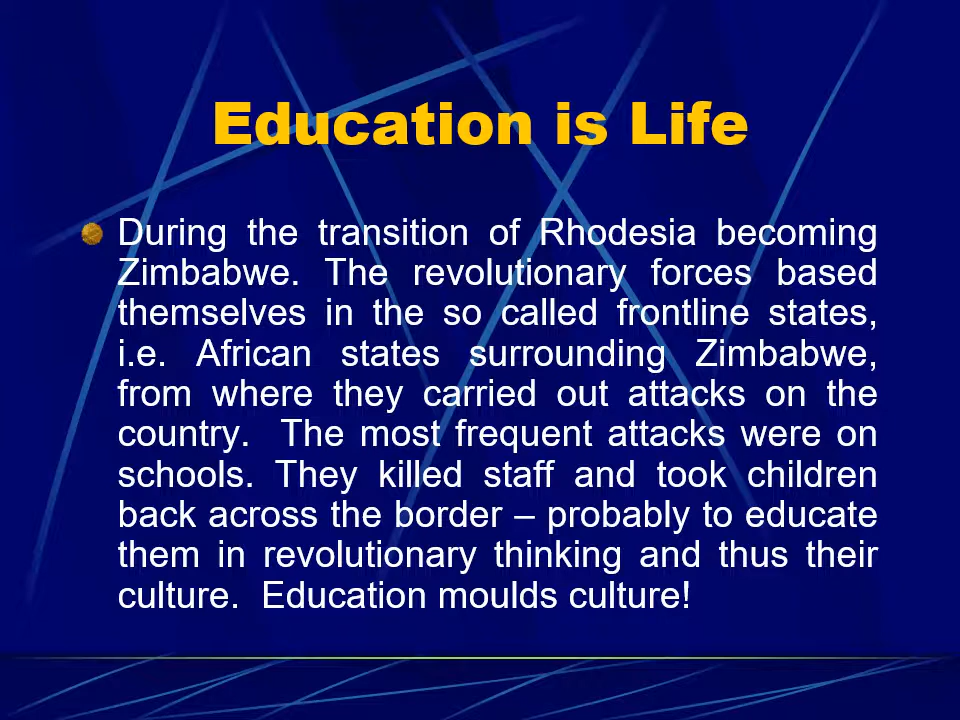 Education is Life
During the transition of Rhodesia becoming
Zimbabwe. The revolutionary forces based
themselves in the so called frontline states,
i.e. African states surrounding Zimbabwe,
from where they carried out attacks on the
country.  The most frequent attacks were on
schools. They killed staff and took children
back across the border – probably to educate
them in revolutionary thinking and thus their
culture.  Education moulds culture!